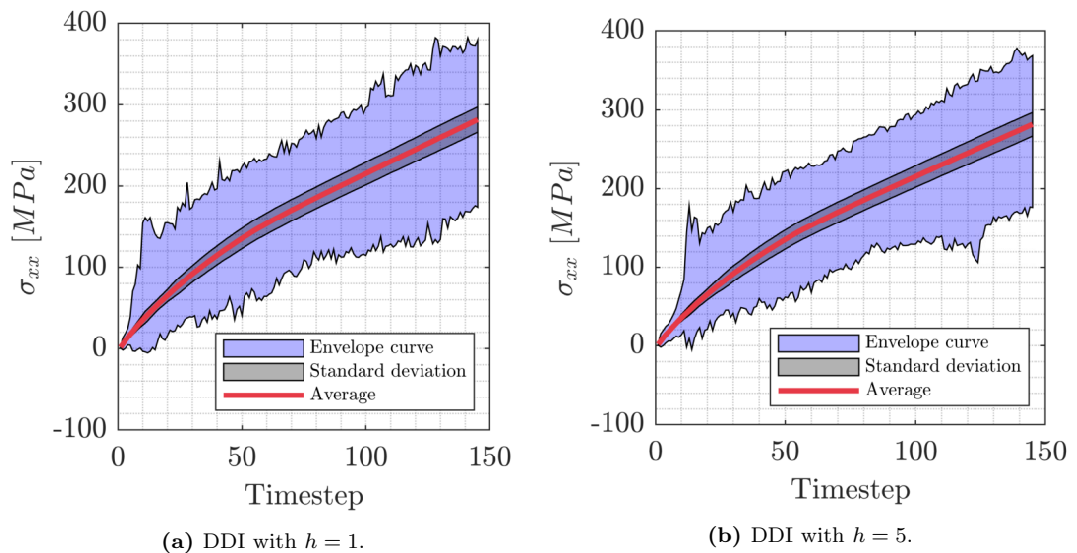 400
300
200
100
0
-100
0
50
100
150
σxx [MPa]
Timestep
Envelope curve
Standard deviation
Average
(a) DDI with h = 1.
400
300
200
100
0
-100
0
50
100
150
σxx [MPa]
Timestep
Envelope curve
Standard deviation
Average
(b) DDI with h = 5.